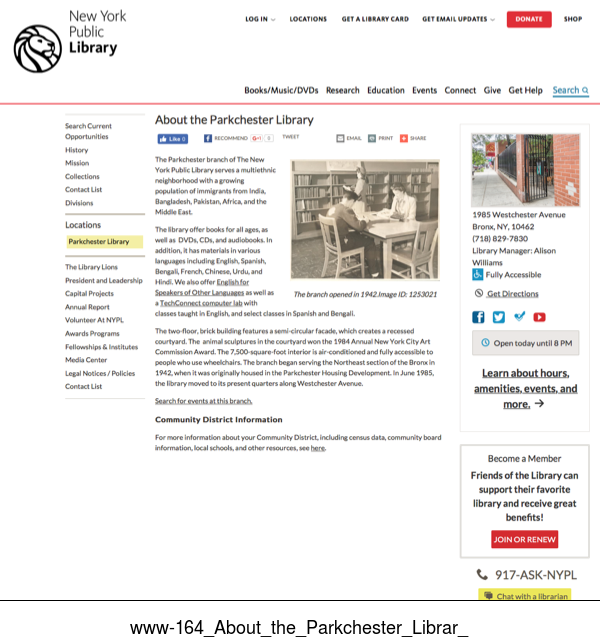 New York
Public
Library
LOG IN
LOCATIONS
GET A LIBRARY CARD
GET EMAIL UPDATES
DONATE
SHOP
Books/Music/DVDs Research Education Events Connect Give Get Help Search
Search Current
Opportunities
History
Mission
Collections
Contact List
Divisions
Locations
Parkchester Library
The Library Lions
President and Leadership
Capital Projects
Annual Report
Volunteer At NYPL
Awards Programs
Fellowships & Institutes
Media Center
Legal Notices / Policies
Contact List
About the Parkchester Library
Like 0
RECOMMEND
G+1 0
TWEET
EMAIL
PRINT
SHARE
The Parkchester branch of The New
York Public Library serves a multiethnic
neighborhood with a growing
population of immigrants from India,
Bangladesh, Pakistan, Africa, and the
Middle East.
The library offer books for all ages, as
well as DVDs, CDs, and audiobooks. In
addition, it has materials in various
languages including English, Spanish,
Bengali, French, Chinese, Urdu, and
Hindi. We also offer English for
Speakers of Other Languages as well as
a TechConnect computer lab with
classes taught in English, and select classes in Spanish and Bengali.
The branch opened in 1942.Image ID: 1253021
The two-floor, brick building features a semi-circular facade, which creates a recessed
courtyard. The animal sculptures in the courtyard won the 1984 Annual New York City Art
Commission Award. The 7,500-square-foot interior is air-conditioned and fully accessible to
people who use wheelchairs. The branch began serving the Northeast section of the Bronx in
1942, when it was originally housed in the Parkchester Housing Development. In June 1985,
the library moved to its present quarters along Westchester Avenue.
Search for events at this branch.
Community District Information
For more information about your Community District, including census data, community board
information, local schools, and other resources, see here.
1985 Westchester Avenue
Bronx, NY, 10462
(718) 829-7830
Library Manager: Alison
Williams
Fully Accessible
Get Directions
Open today until 8 PM
Learn about hours,
amenities, events, and
more. →
Become a Member
Friends of the Library can
support their favorite
library and receive great
benefits!
JOIN OR RENEW
917-ASK-NYPL
Chat with a librarian
www-164_About_the_Parkchester_Librar_